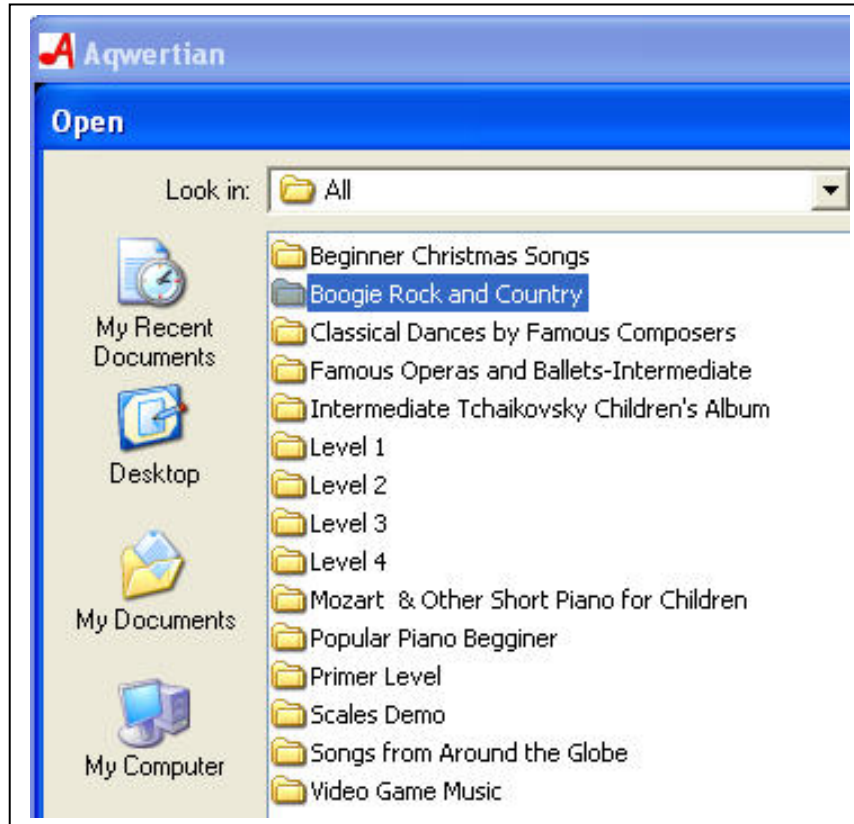 Aqwertian
Open
Look in:
All
My Recent
Documents
Desktop
My Documents
My Computer
Beginner Christmas Songs
Boogie Rock and Country
Classical Dances by Famous Composers
Famous Operas and Ballets-Intermediate
Intermediate Tchaikovsky Children's Album
Level 1
Level 2
Level 3
Level 4
Mozart  & Other Short Piano for Children
Popular Piano Begginer
Primer Level
Scales Demo
Songs from Around the Globe
Video Game Music